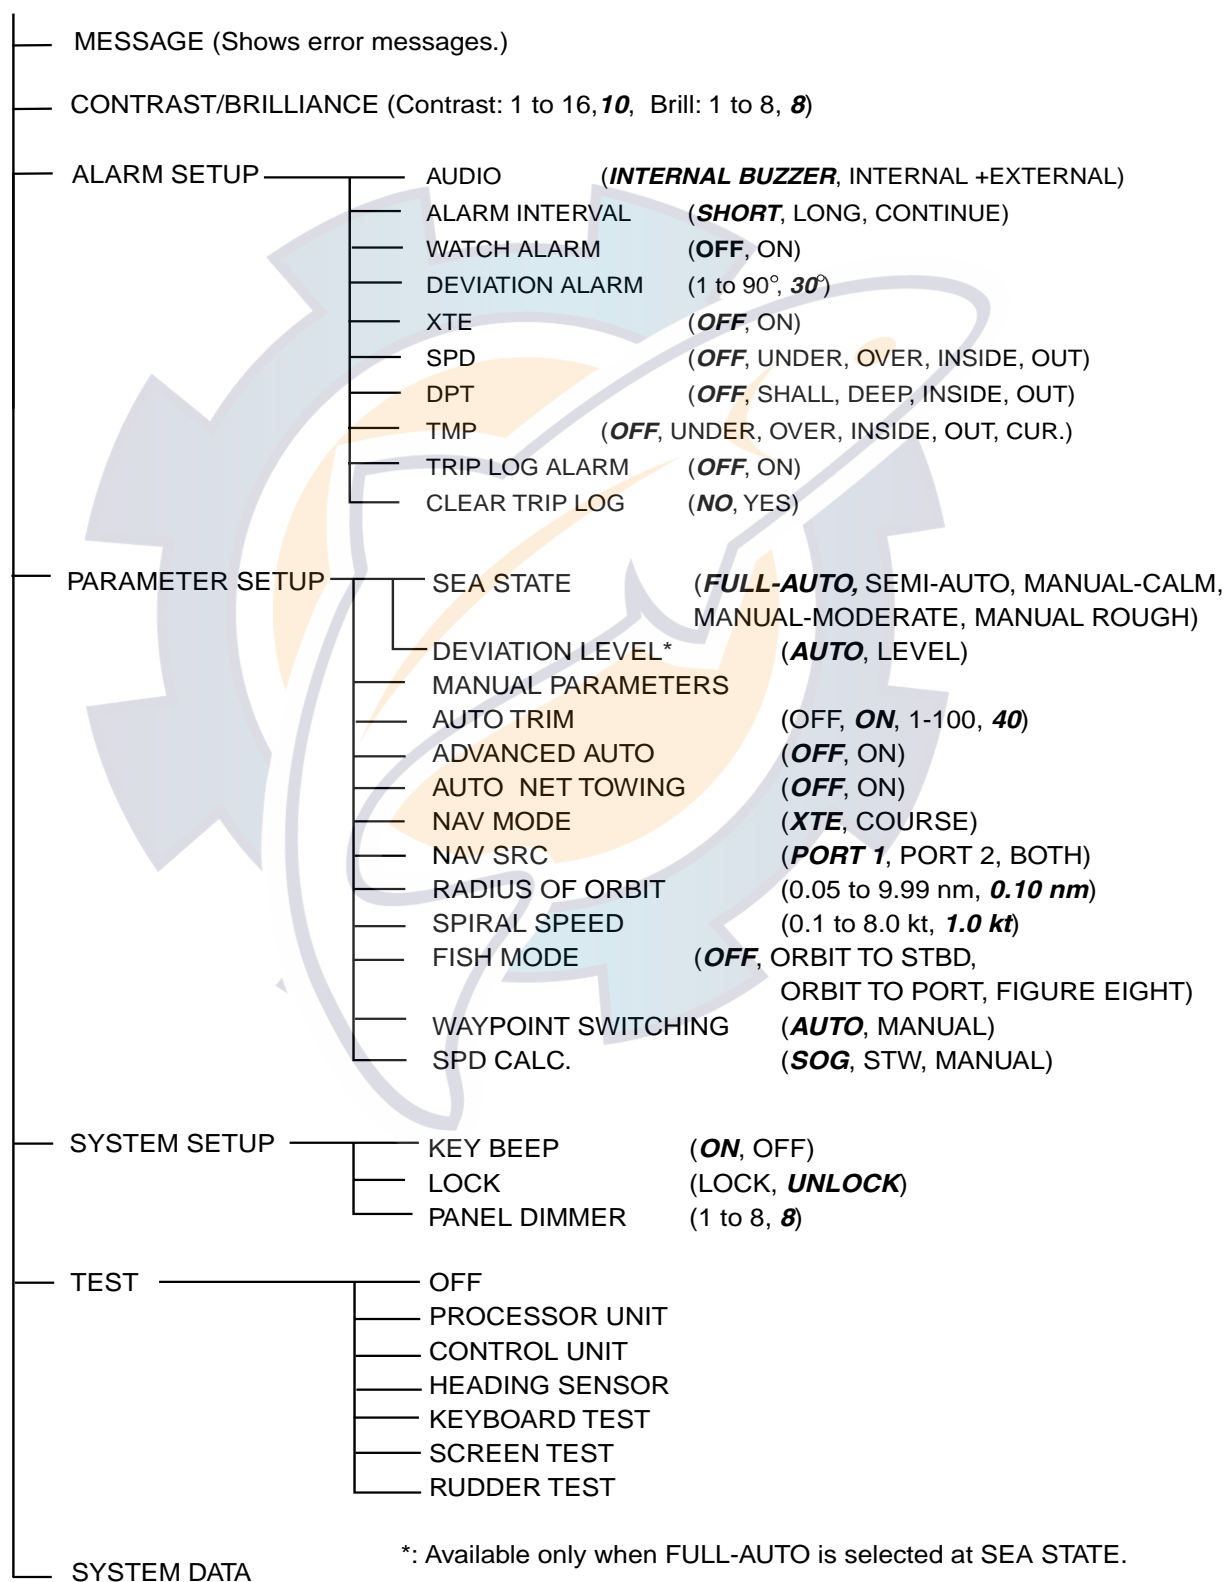 MESSAGE (Shows error messages.)
CONTRAST/BRILLIANCE (Contrast: 1 to 16, 10, Brill: 1 to 8, 8)
ALARM SETUP AUDIO (INTERNAL BUZZER, INTERNAL +EXTERNAL)
ALARM INTERVAL (SHORT, LONG, CONTINUE)
WATCH ALARM (OFF, ON)
DEVIATION ALARM (1 to 90°, 30°)
XTE (OFF, ON)
SPD (OFF, UNDER, OVER, INSIDE, OUT)
DPT (OFF, SHALL, DEEP, INSIDE, OUT)
TMP (OFF, UNDER, OVER, INSIDE, OUT, CUR.)
TRIP LOG ALARM (OFF, ON)
CLEAR TRIP LOG (NO, YES)
PARAMETER SETUP SEA STATE (FULL-AUTO, SEMI-AUTO, MANUAL-CALM,
MANUAL-MODERATE, MANUAL ROUGH)
DEVIATION LEVEL* (AUTO, LEVEL)
MANUAL PARAMETERS
AUTO TRIM (OFF, ON, 1-100, 40)
ADVANCED AUTO (OFF, ON)
AUTO NET TOWING (OFF, ON)
NAV MODE (XTE, COURSE)
NAV SRC (PORT 1, PORT 2, BOTH)
RADIUS OF ORBIT (0.05 to 9.99 nm, 0.10 nm)
SPIRAL SPEED (0.1 to 8.0 kt, 1.0 kt)
FISH MODE (OFF, ORBIT TO STBD,
ORBIT TO PORT, FIGURE EIGHT)
WAYPOINT SWITCHING (AUTO, MANUAL)
SPD CALC. (SOG, STW, MANUAL)
SYSTEM SETUP KEY BEEP (ON, OFF)
LOCK (LOCK, UNLOCK)
PANEL DIMMER (1 to 8, 8)
TEST OFF
PROCESSOR UNIT
CONTROL UNIT
HEADING SENSOR
KEYBOARD TEST
SCREEN TEST
RUDDER TEST
*: Available only when FULL-AUTO is selected at SEA STATE.
SYSTEM DATA